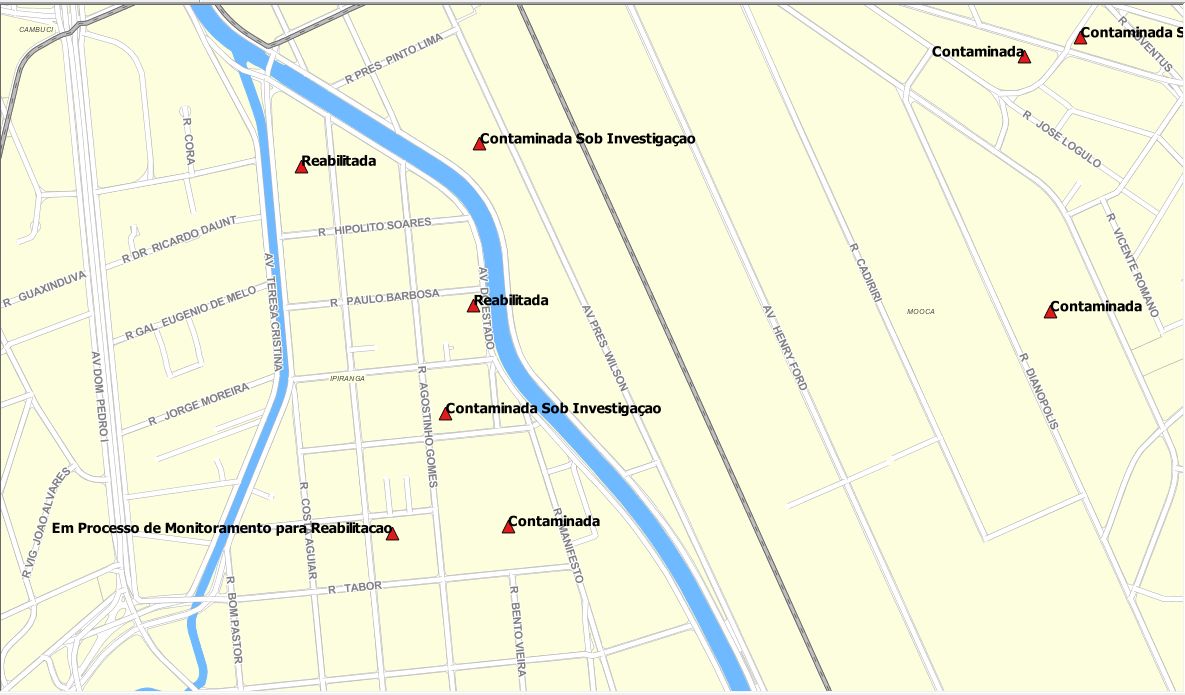 CAMBUCI
R PRES PINTO LIMA
Contaminada S
Contaminada
R JUVENTUS
R CORA
Contaminada Sob Investigaçao
Reabilitada
R JOSE LOGULO
R DR RICARDO DAUNT
R HIPOLITO SOARES
R VICENTE ROMANO
R GUAXINDUVA
AV TERESA CRISTINA
AV DO ESTADO
R CADIRIRI
R PAULO BARBOSA
Reabilitada
R GAL EUGENIO DE MELO
AV PRES WILSON
AV HENRY FORD
MOOCA
Contaminada
AV DOM PEDRO I
IPIRANGA
R AGOSTINHO GOMES
R DIANOPOLIS
R JORGE MOREIRA
Contaminada Sob Investigaçao
R VIG JOAO ALVARES
R COSTA AGUIAR
Em Processo de Monitoramento para Reabilitacao
Contaminada
R MANIFESTO
R BOM PASTOR
R TABOR
R BENTO VIEIRA